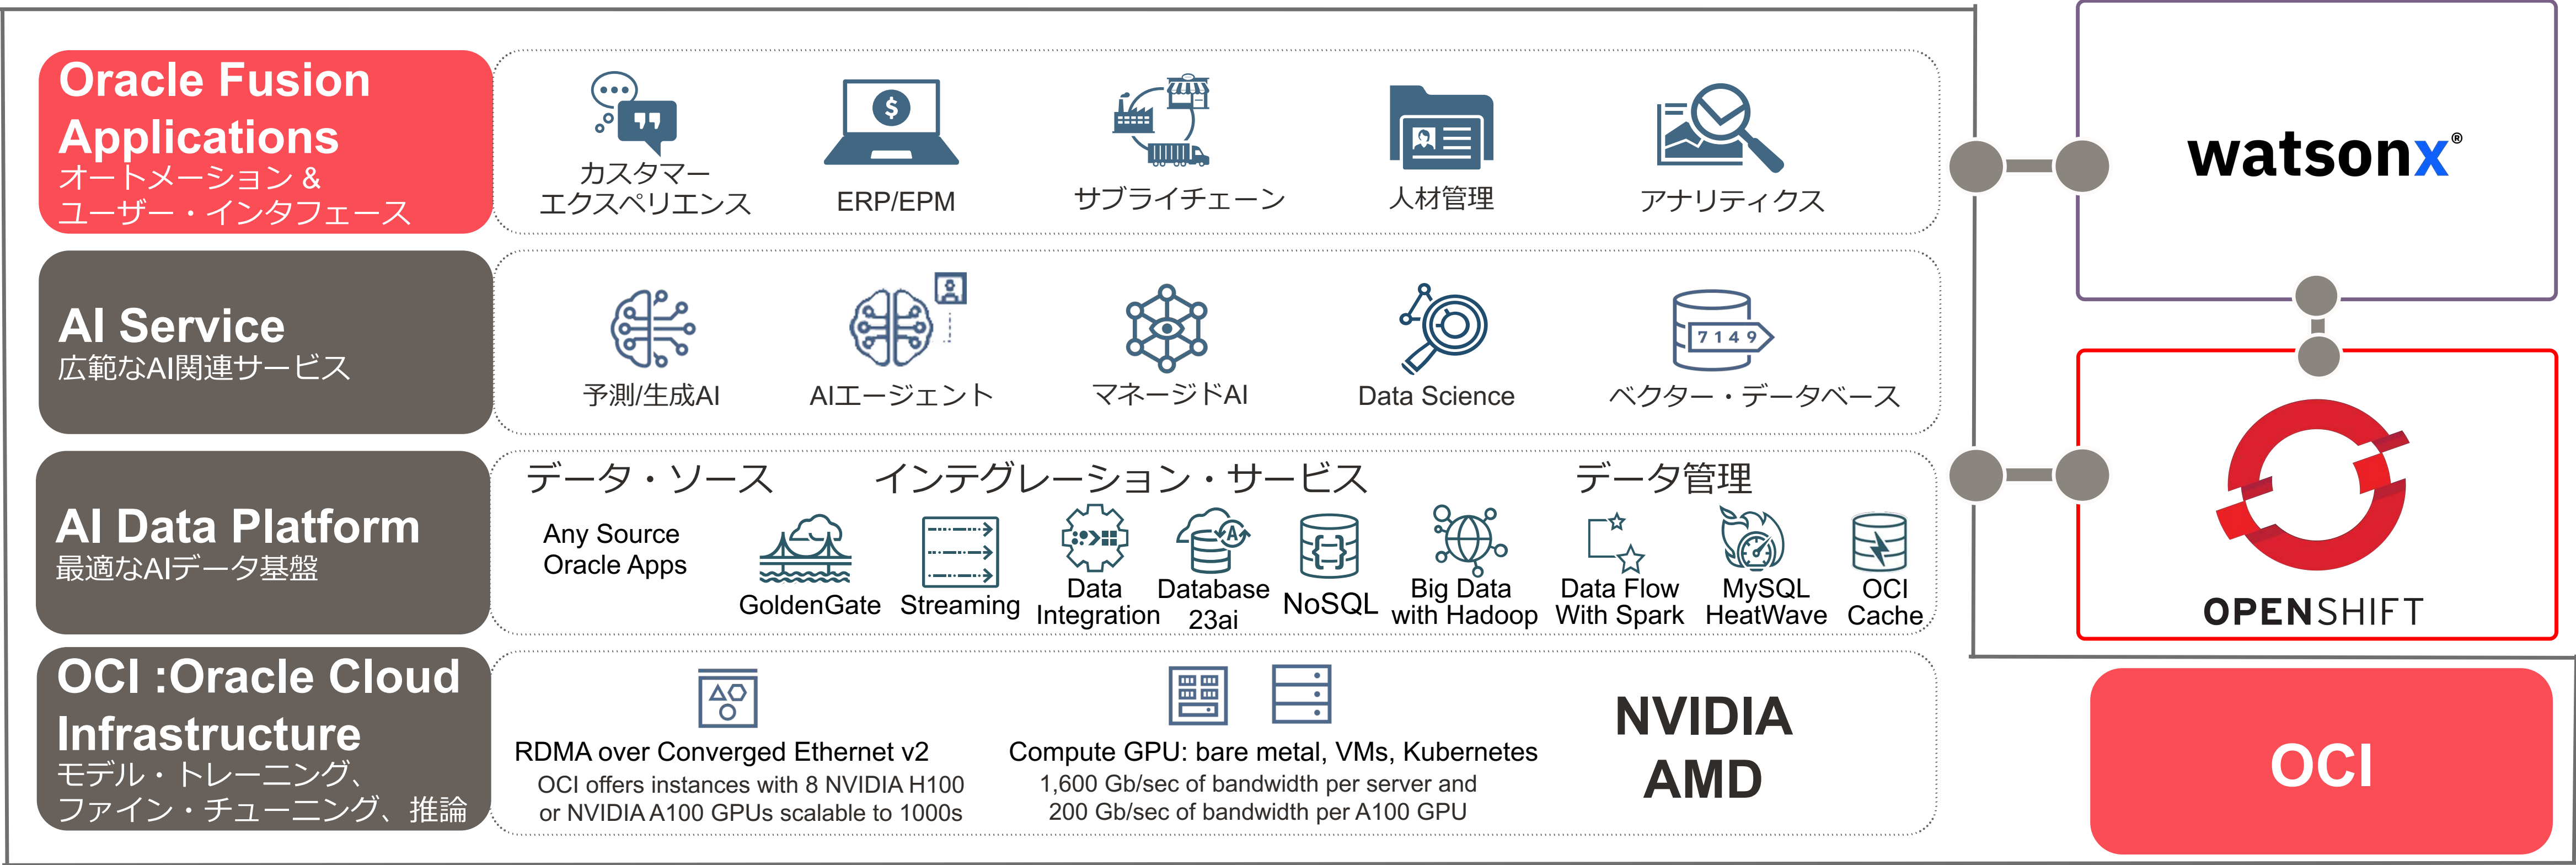 Oracle Fusion
Applications
オートメーション &
ユーザー・インタフェース
カスタマー
エクスペリエンス
ERP/EPM
サブライチェーン
人材管理
アナリティクス
watsonx®
AI Service
広範なAI関連サービス
予測/生成AI
AIエージェント
マネージドAI
Data Science
7 1 4 9
ベクター・データベース
AI Data Platform
最適なAIデータ基盤
データ・ソース
インテグレーション・サービス
データ管理
Any Source
Oracle Apps
GoldenGate
Streaming
Data
Integration
A
Database
23ai
NoSQL
Big Data
with Hadoop
Data Flow
With Spark
MySQL
HeatWave
OCI
Cache
OPENSHIFT
OCI :Oracle Cloud
Infrastructure
モデル・トレーニング、
ファイン・チューニング、推論
RDMA over Converged Ethernet v2
OCI offers instances with 8 NVIDIA H100
or NVIDIA A100 GPUs scalable to 1000s
Compute GPU: bare metal, VMs, Kubernetes
1,600 Gb/sec of bandwidth per server and
200 Gb/sec of bandwidth per A100 GPU
NVIDIA
AMD
OCI